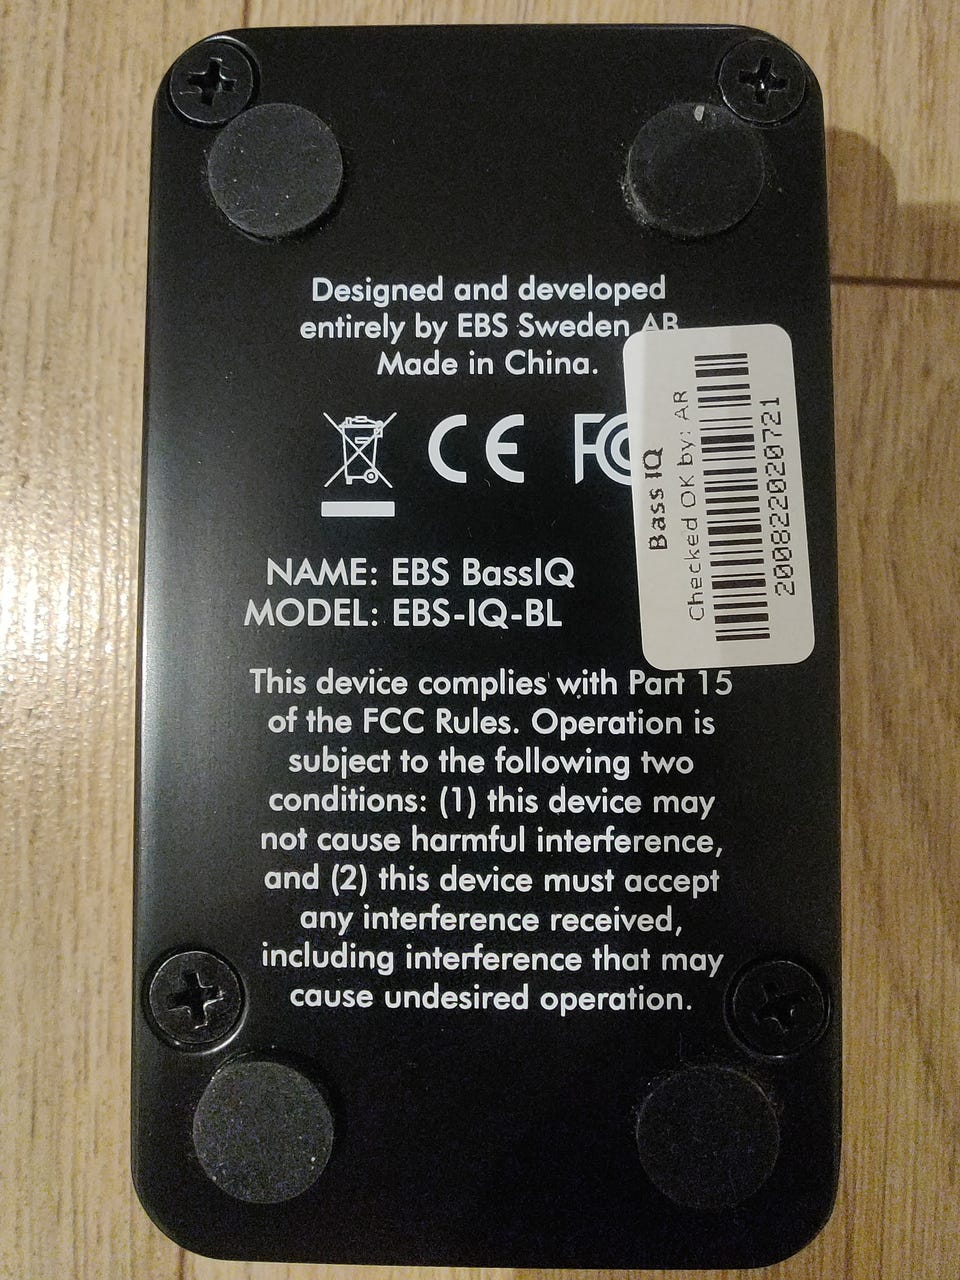 Designed and developed
entirely by EBS Sweden AB
Made in China.
CE FC
NAME: EBS BassIQ
MODEL: EBS-IQ-BL
This device complies with Part 15
of the FCC Rules. Operation is
subject to the following two
conditions: (1) this device may
not cause harmful interference,
and (2) this device must accept
any interference received,
including interference that may
cause undesired operation.
Bass IQ
Checked OK by: AR
200822020721